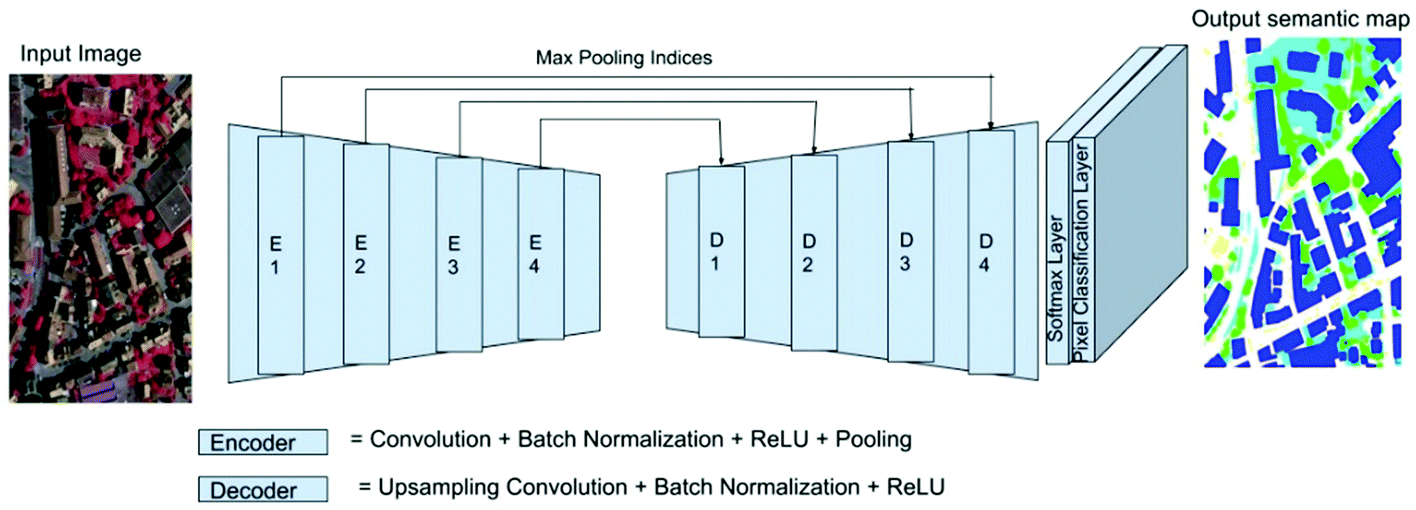 Input Image
Max Pooling Indices
Output semantic map
E
1
E
2
E
3
E
4
D
1
D
2
D
3
D
4
Softmax Layer
Pixel Classification Layer
Encoder = Convolution + Batch Normalization + ReLU + Pooling
Decoder = Upsampling Convolution + Batch Normalization + ReLU